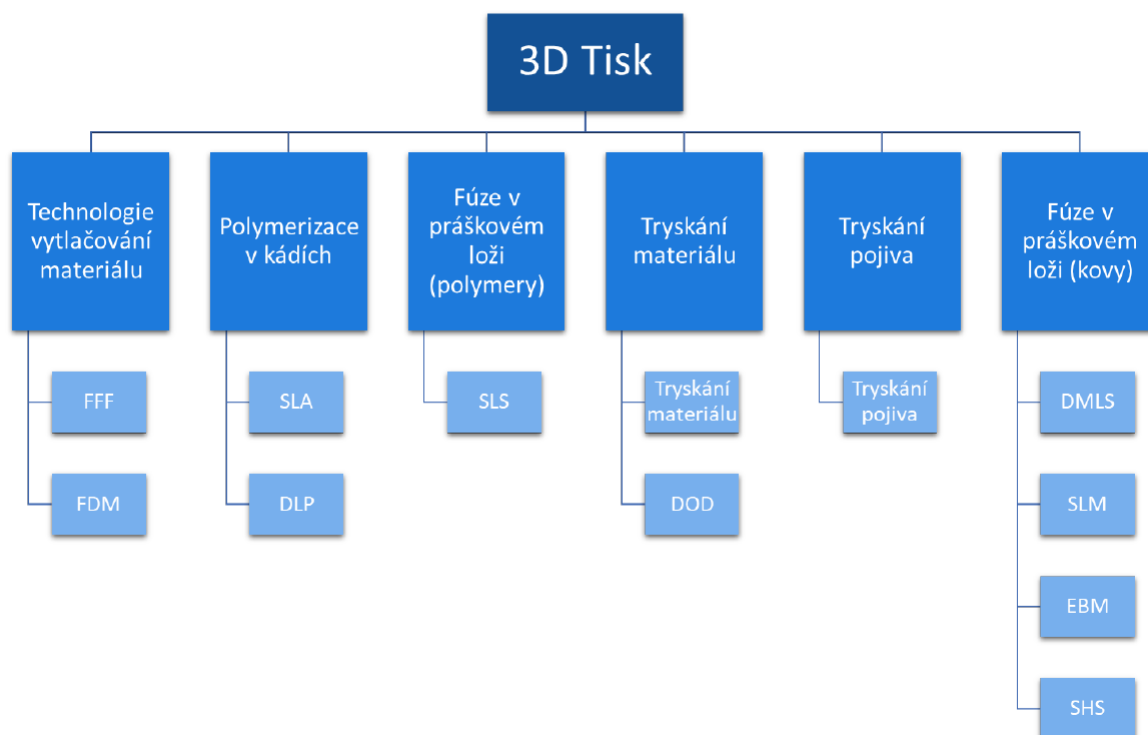 3D Tisk
Technologie
vytlačování
materiálu
Polymerizace
v kádích
Fúze v
práškovém
loži
(polymery)
Tryskání
materiálu
Tryskání
pojiva
Fúze v
práškovém
loži (kovy)
FFF
SLA
SLS
Tryskání
materiálu
Tryskání
pojiva
DMLS
FDM
DLP
DOD
SLM
EBM
SHS